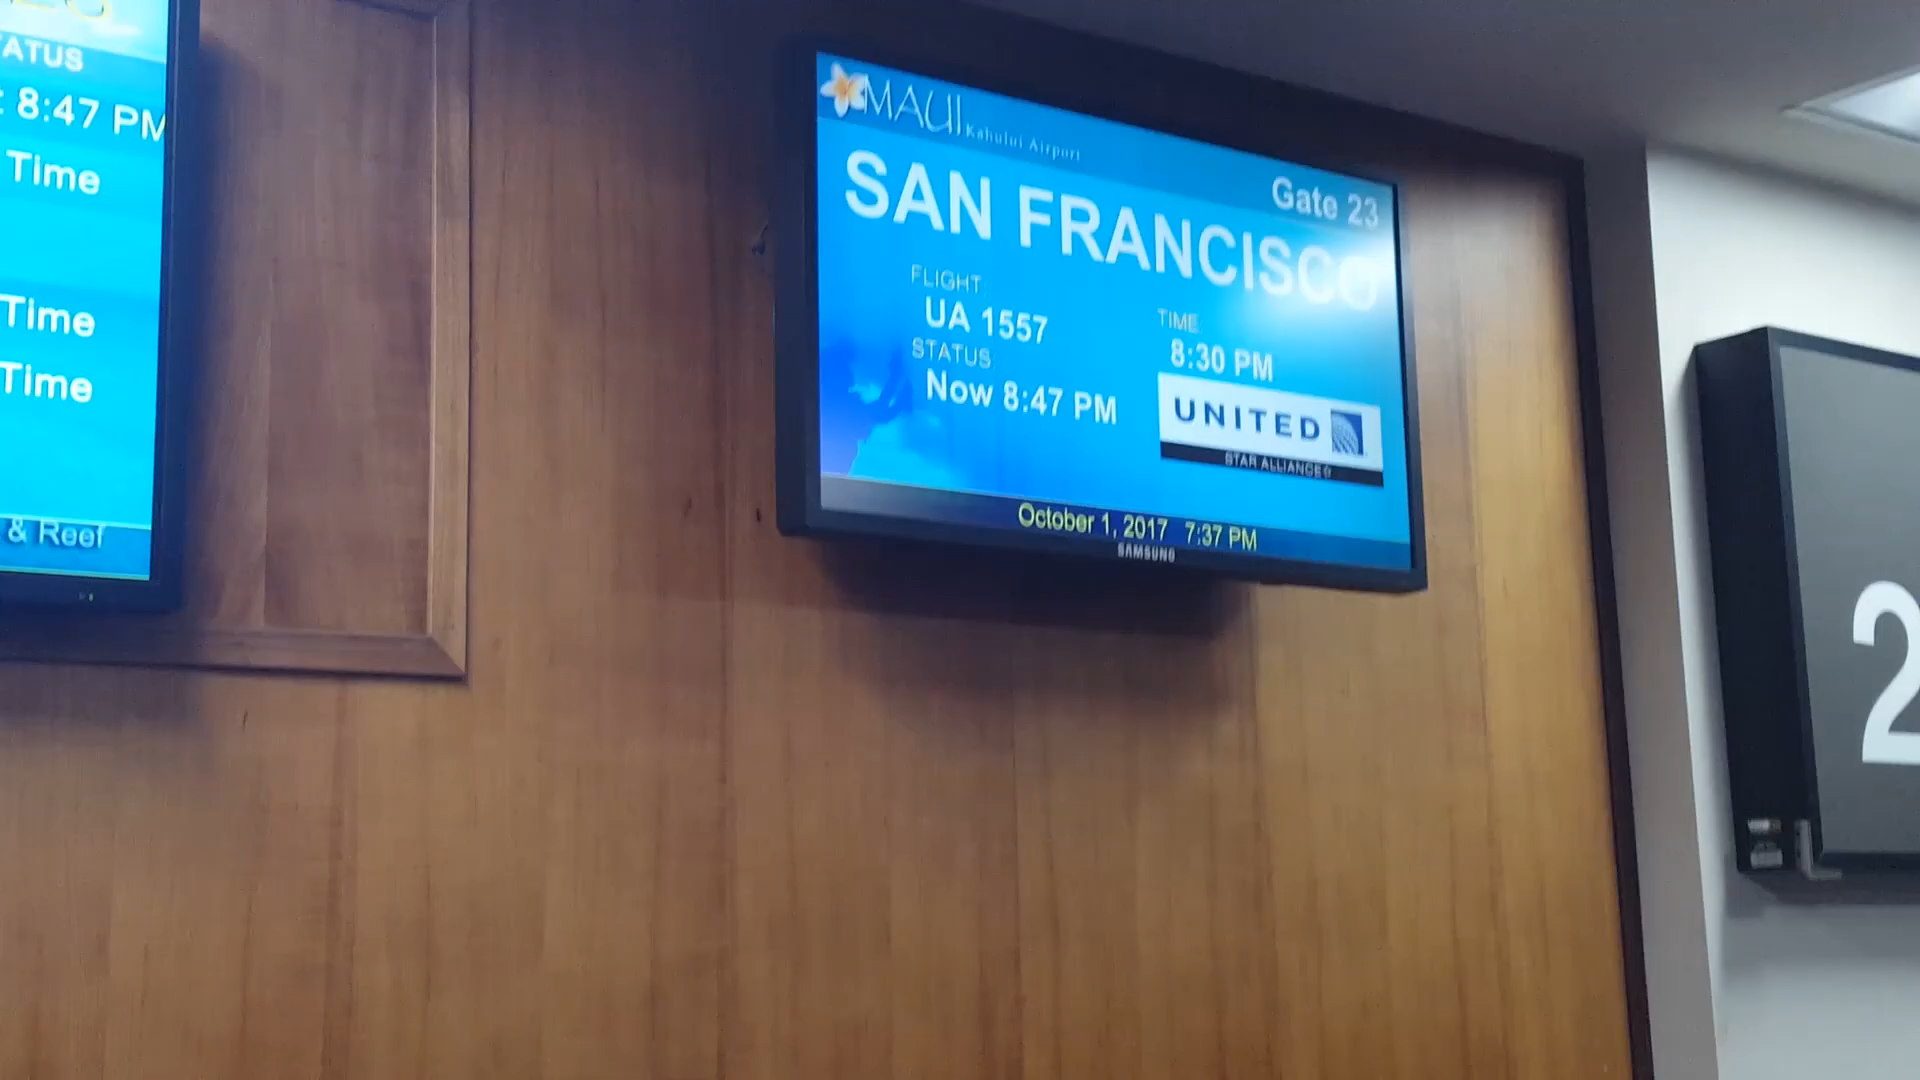 ATUS
8:47 PM
Time
Time
Time
& Reef
MAUI Kahului Airport
Gate 23
SAN FRANCISCO
FLIGHT
UA 1557
TIME
8:30 PM
STATUS
Now 8:47 PM
UNITED
STAR ALLIANCE
October 1, 2017 7:37 PM
SAMSUNG
2